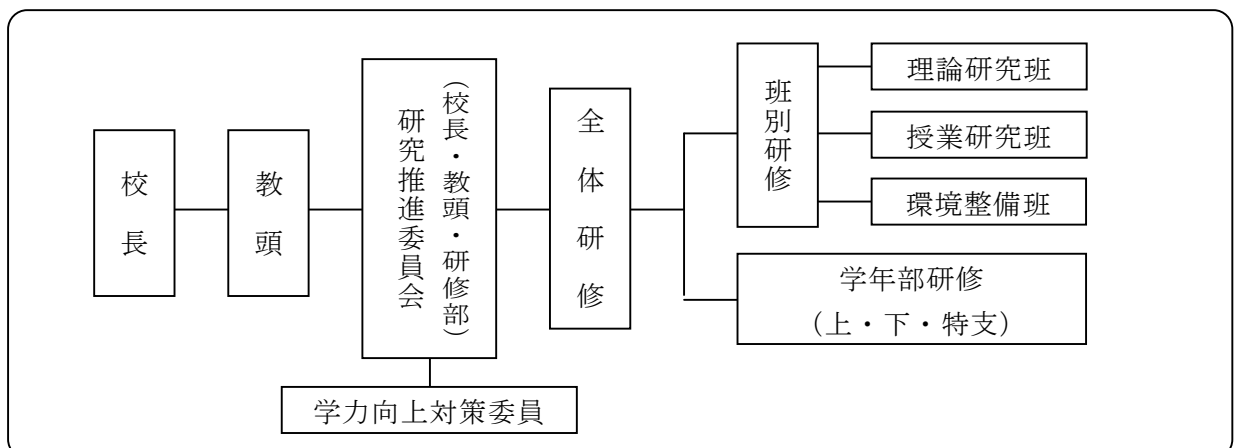 校長
教頭
研究推進委員会
(校長・教頭・研修部)
全体研修
班別研修
理論研究班
授業研究班
環境整備班
学年部研修
(上・下・特支)
学力向上対策委員